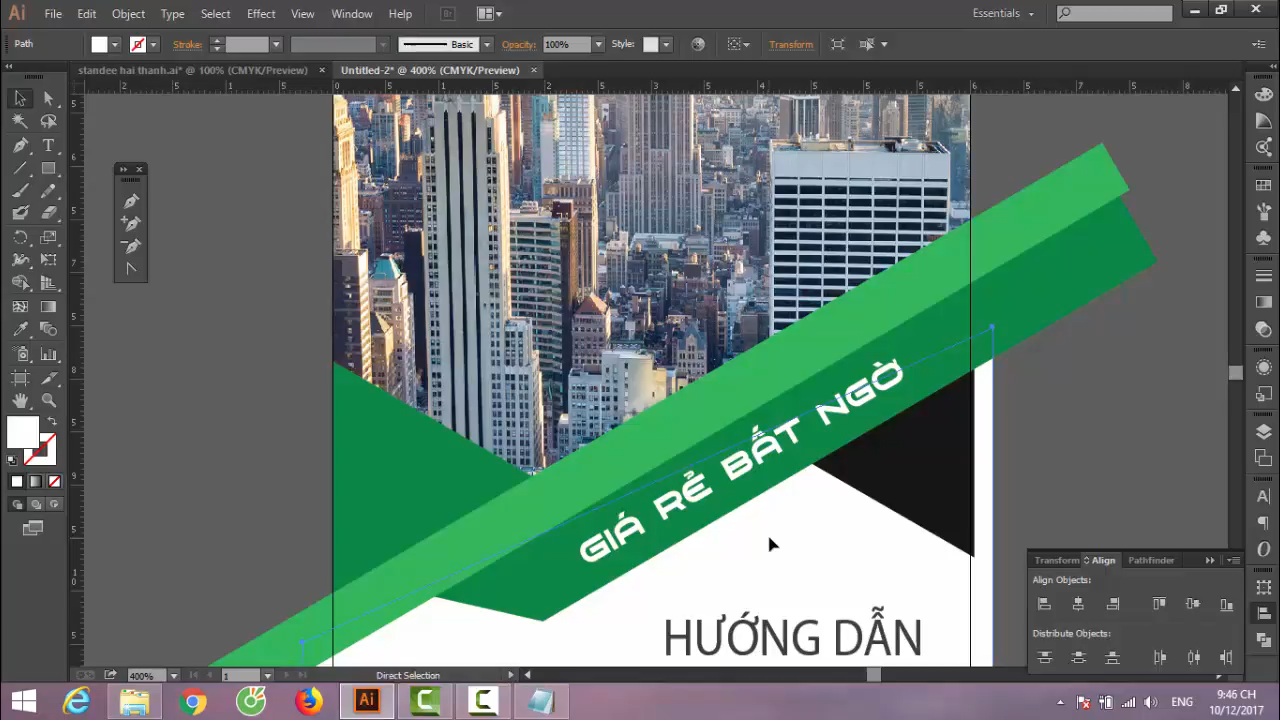 Ai File Edit Object Type Select Effect View Window Help Br Essentials
Path Stroke: Basic Opacity: 100% Style: Transform
standee hai thanh.ai* @ 100% (CMYK/Preview) × Untitled-2* @ 400% (CMYK/Preview) ×
GIÁ RẺ BẤT NGỜ
HƯỚNG DẪN
Transform Align Pathfinder
Align Objects:
Distribute Objects:
400% 1 Direct Selection
ENG 9:46 CH
10/12/2017